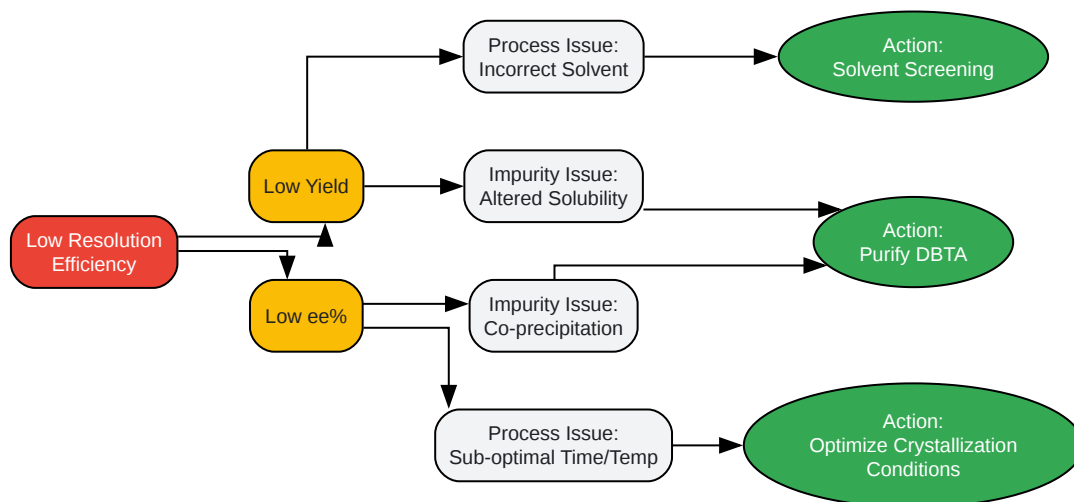 Process Issue:
Incorrect Solvent
Action:
Solvent Screening
Low Yield
Impurity Issue:
Altered Solubility
Low Resolution
Efficiency
Action:
Purify DBTA
Low ee%
Impurity Issue:
Co-precipitation
Process Issue:
Sub-optimal Time/Temp
Action:
Optimize Crystallization
Conditions